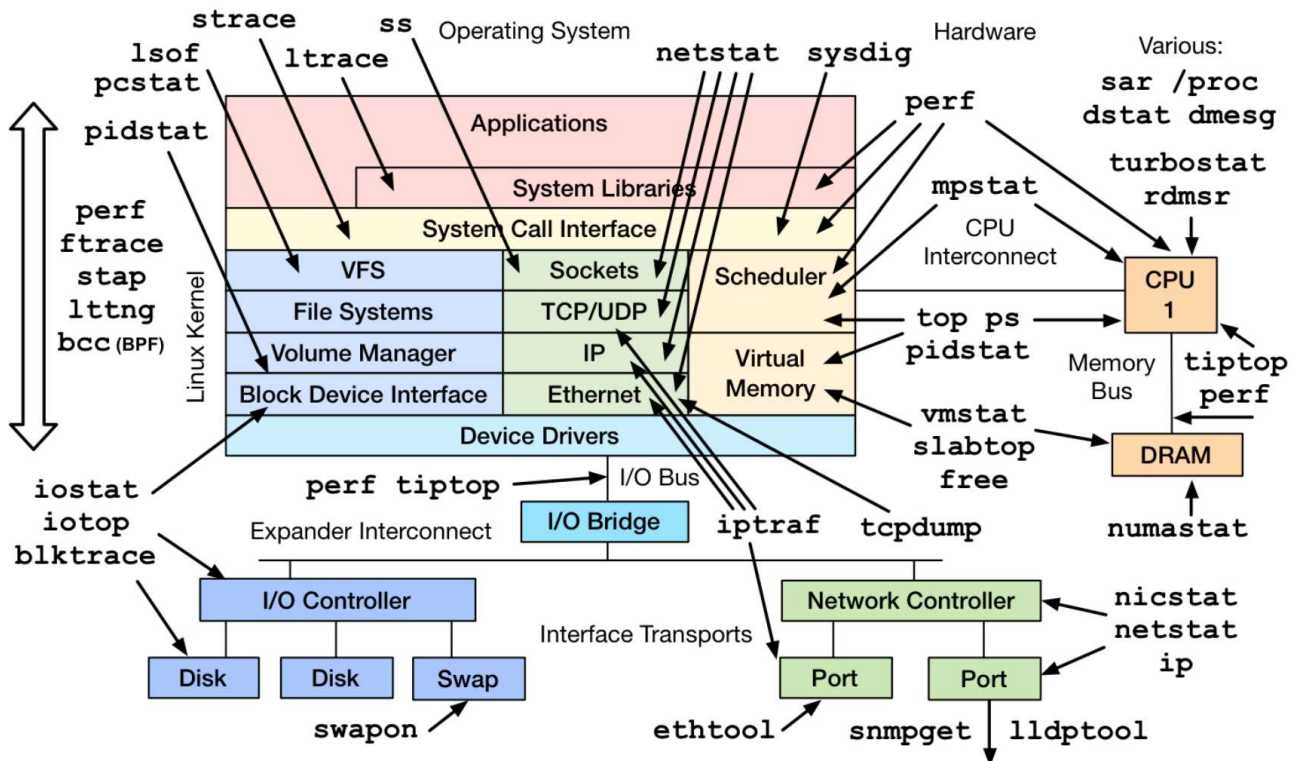 strace
ss
Operating System
Hardware
Various:
lsof
pcstat
ltrace
netstat
sysdig
sar /proc
dstat dmesg
perf
pidstat
Applications
turbostat
rdmsr
System Libraries
mpstat
perf
ftrace
stap
lttng
bcc (BPF)
Linux Kernel
System Call Interface
CPU
Interconnect
VFS
Sockets
Scheduler
CPU
1
File Systems
TCP/UDP
top ps
pidstat
Volume Manager
IP
Virtual
Memory
Memory
Bus
tiptop
perf
Block Device Interface
Ethernet
vmstat
slabtop
free
Device Drivers
DRAM
iostat
iotop
blktrace
perf tiptop
I/O Bus
I/O Bridge
iptraf
tcpdump
numastat
Expander Interconnect
I/O Controller
Network Controller
nicstat
netstat
ip
Interface Transports
Disk
Disk
Swap
Port
Port
swapon
ethtool
snmpget
lldptool